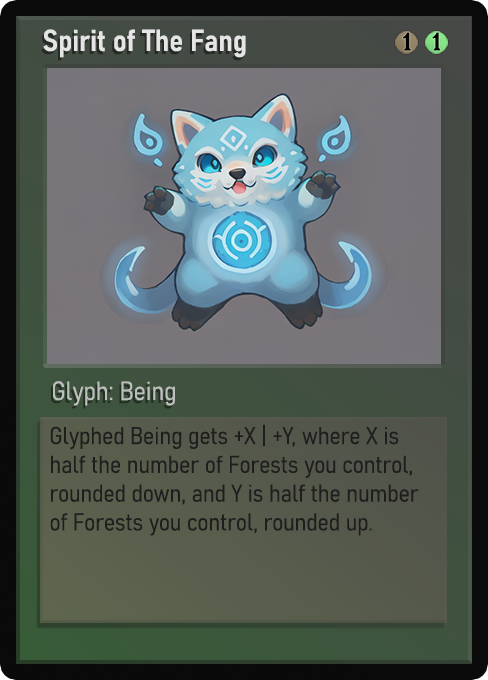 Spirit of The Fang 1 1
Glyph: Being
Glyphed Being gets +X | +Y, where X is
half the number of Forests you control,
rounded down, and Y is half the number
of Forests you control, rounded up.